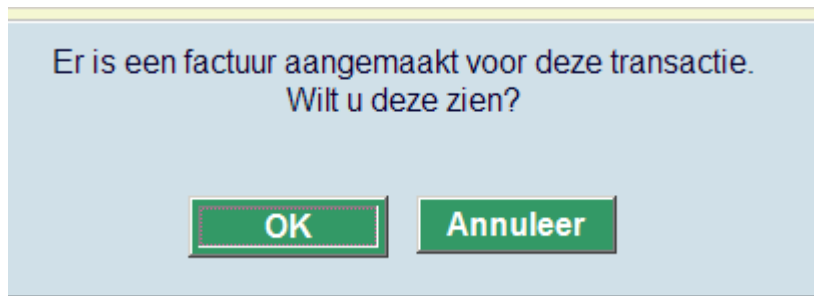 Er is een factuur aangemaakt voor deze transactie.
Wilt u deze zien?
OK
Annuleer